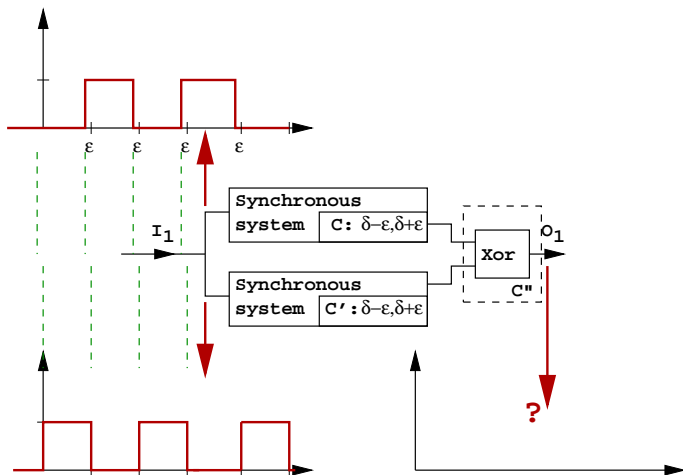 ε ε ε ε
I1
Synchronous
system C: δ−ε,δ+ε
Xor
O1
C"
Synchronous
system C': δ−ε,δ+ε
?